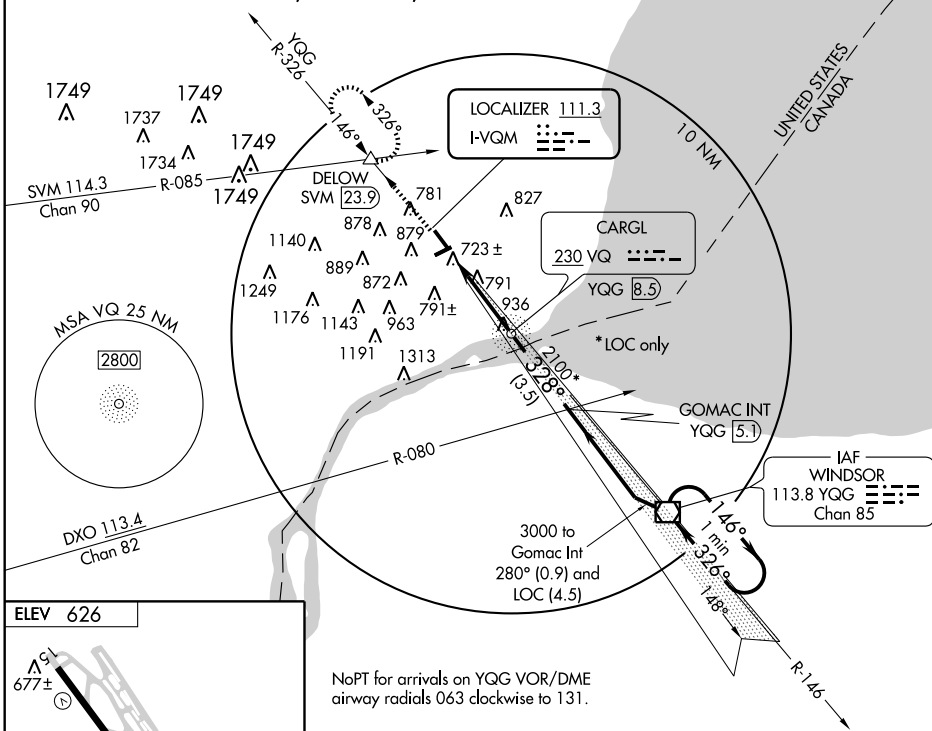 YQG
R-326
326°
146°
1749
1749
1737
1734
1749
1749
SVM 114.3
Chan 90
R-085
DELOW
SVM 23.9
LOCALIZER 111.3
I-VQM
10 NM
UNITED STATES
CANADA
781
827
878
879
1140
889
723 ±
1249
872
791
1176
1143
963
791±
936
1191
1313
CARGL
230 VQ
YQG 8.5
*LOC only
2100*
328°
(3.5)
MSA VQ 25 NM
2800
GOMAC INT
YQG 5.1
R-080
DXO 113.4
Chan 82
IAF
WINDSOR
113.8 YQG
Chan 85
3000 to
Gomac Int
280° (0.9) and
LOC (4.5)
146°
1 min
326°
148°
R-146
ELEV 626
15
677±
V
NoPT for arrivals on YQG VOR/DME
airway radials 063 clockwise to 131.